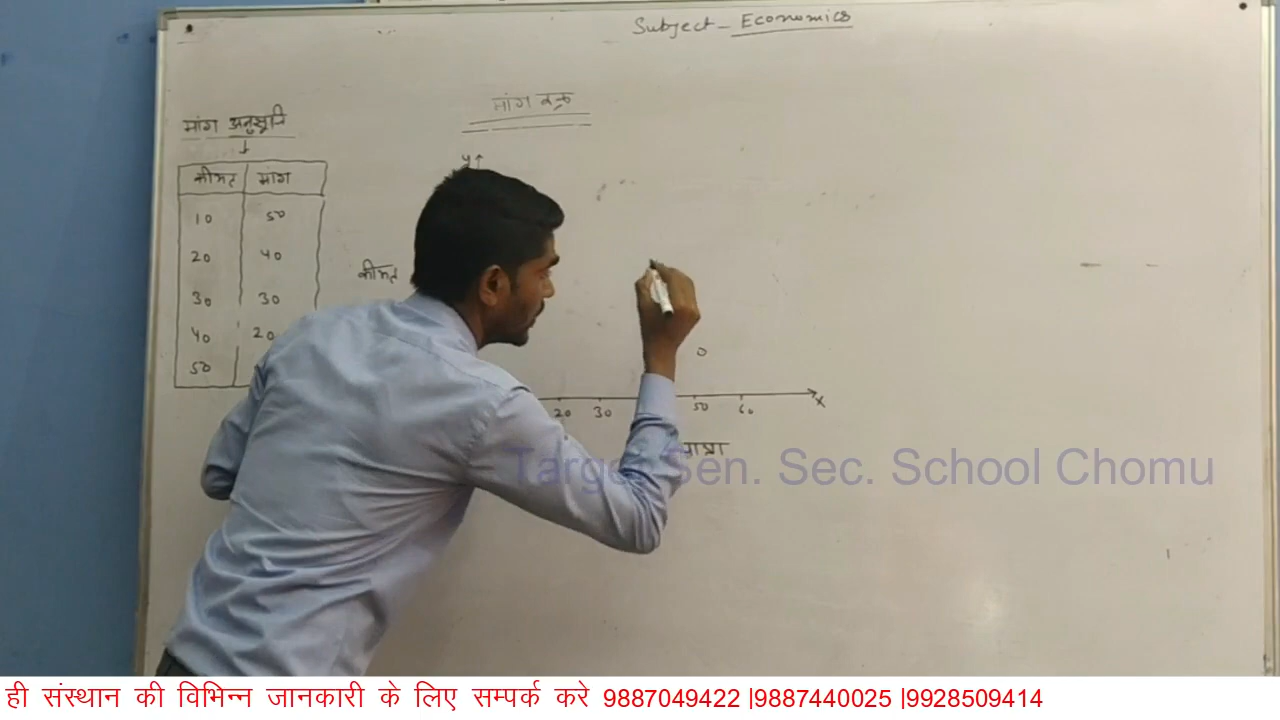 Subject - Economics
मांग वक्र
मांग अनुसूचि
कीमत मांग
10 50
20 40
30 30
40 20
50
y
कीमत
20 30 50 60 x
मात्रा
Target Sen. Sec. School Chomu
ही संस्थान की विभिन्न जानकारी के लिए सम्पर्क करे 9887049422 |9887440025 |9928509414